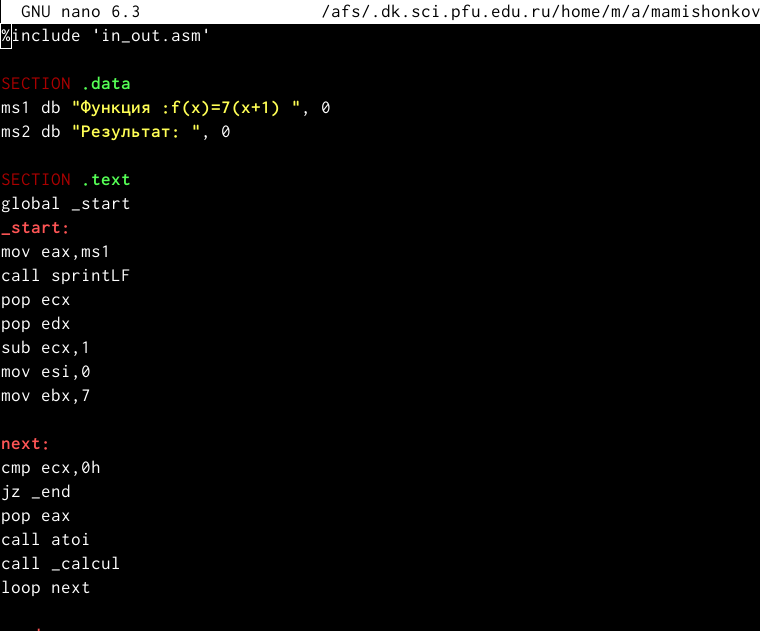 GNU nano 6.3 /afs/.dk.sci.pfu.edu.ru/home/m/a/mamishonkov
%include 'in_out.asm'
SECTION .data
ms1 db "Функция :f(x)=7(x+1) ", 0
ms2 db "Результат: ", 0
SECTION .text
global _start
_start:
mov eax,ms1
call sprintLF
pop ecx
pop edx
sub ecx,1
mov esi,0
mov ebx,7
next:
cmp ecx,0h
jz _end
pop eax
call atoi
call _calcul
loop next